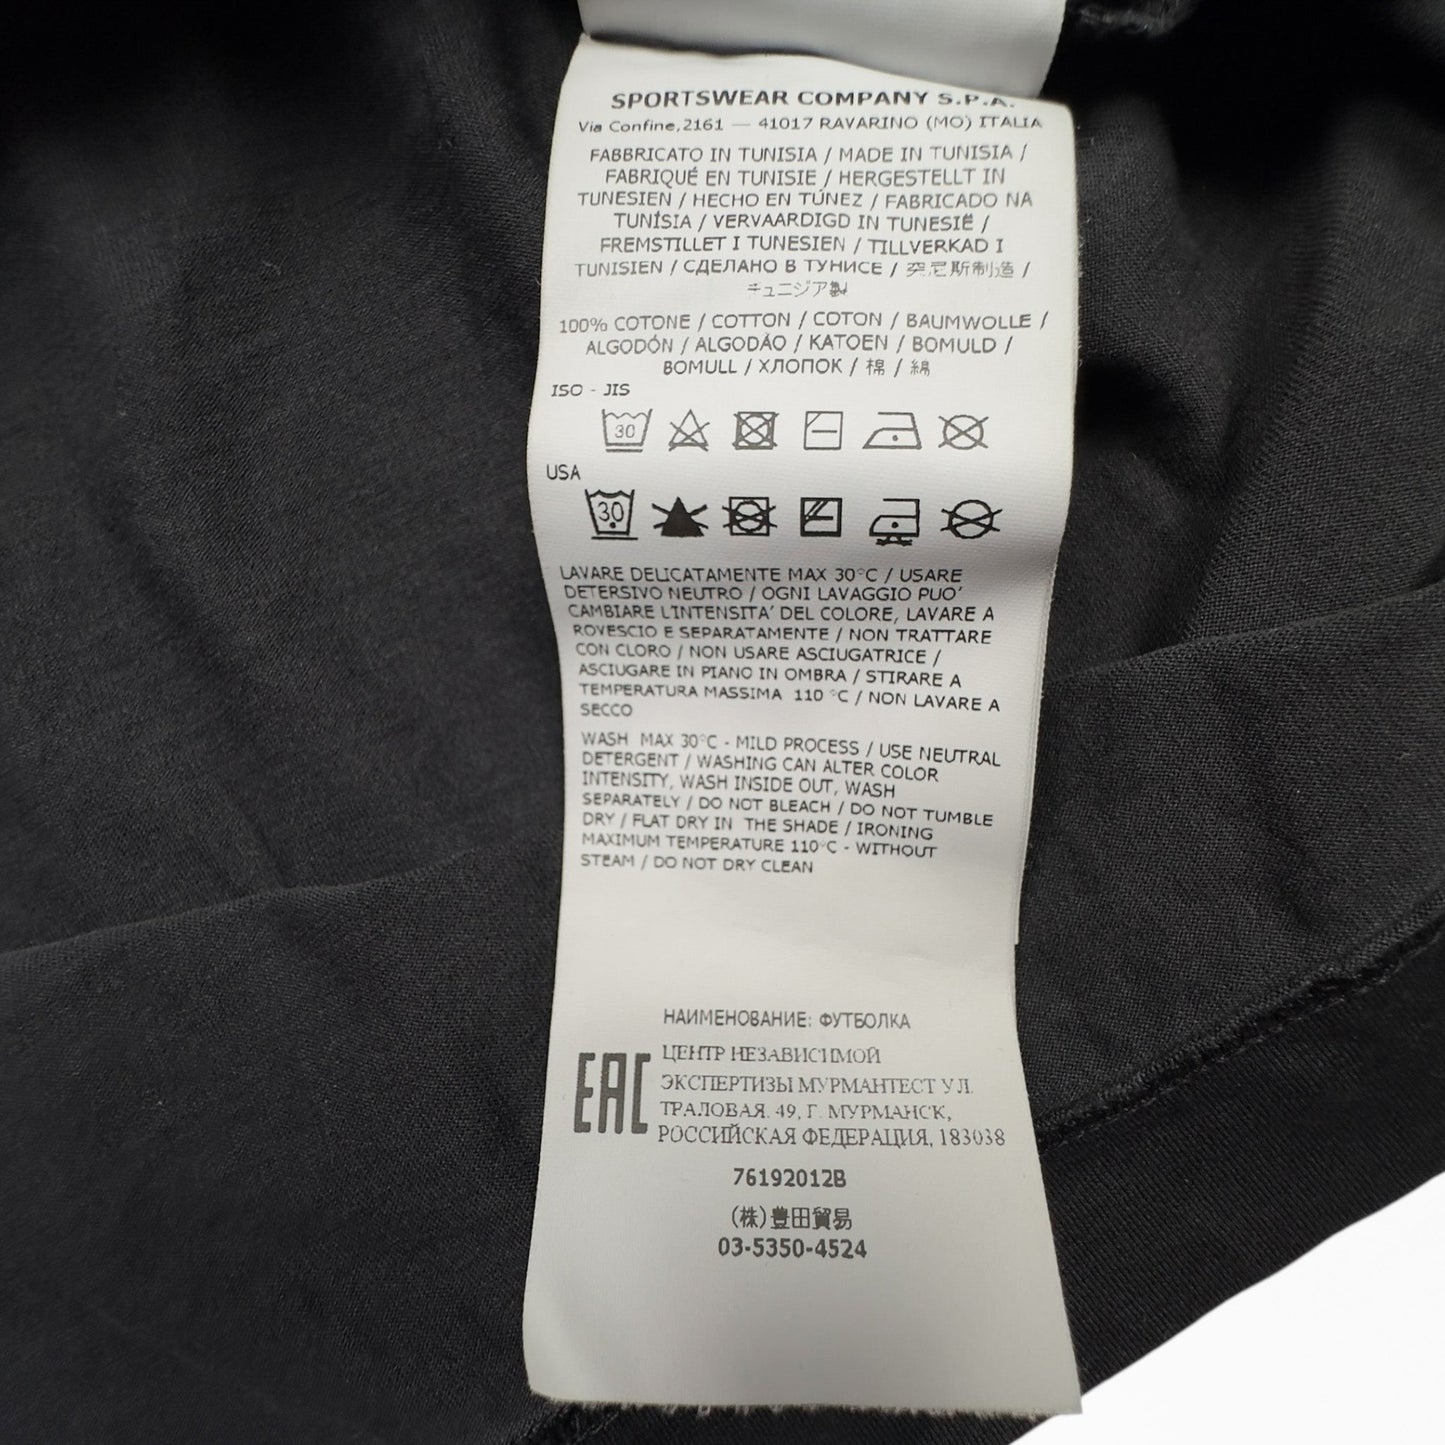 SPORTSWEAR COMPANY S.P.A.
Via Confine,2161 — 41017 RAVARINO (MO) ITALIA
FABBRICATO IN TUNISIA / MADE IN TUNISIA /
FABRIQUÉ EN TUNISIE / HERGESTELLT IN
TUNESIEN / HECHO EN TÚNEZ / FABRICADO NA
TUNÍSIA / VERVAARDIGD IN TUNESIË /
FREMSTILLET I TUNESIEN / TILLVERKAD I
TUNISIEN / СДЕЛАНО В ТУНИСЕ / 突尼斯制造 /
チュニジア製
100% COTONE / COTTON / COTON / BAUMWOLLE /
ALGODÓN / ALGODÃO / KATOEN / BOMULD /
BOMULL / ХЛОПОК / 棉 / 綿
ISO - JIS
30
USA
30
LAVARE DELICATAMENTE MAX 30°C / USARE
DETERSIVO NEUTRO / OGNI LAVAGGIO PUO'
CAMBIARE L'INTENSITA' DEL COLORE, LAVARE A
ROVESCIO E SEPARATAMENTE / NON TRATTARE
CON CLORO / NON USARE ASCIUGATRICE /
ASCIUGARE IN PIANO IN OMBRA / STIRARE A
TEMPERATURA MASSIMA 110 °C / NON LAVARE A
SECCO
WASH MAX 30°C - MILD PROCESS / USE NEUTRAL
DETERGENT / WASHING CAN ALTER COLOR
INTENSITY, WASH INSIDE OUT, WASH
SEPARATELY / DO NOT BLEACH / DO NOT TUMBLE
DRY / FLAT DRY IN THE SHADE / IRONING
MAXIMUM TEMPERATURE 110°C - WITHOUT
STEAM / DO NOT DRY CLEAN
НАИМЕНОВАНИЕ: ФУТБОЛКА
EAC
ЦЕНТР НЕЗАВИСИМОЙ
ЭКСПЕРТИЗЫ МУРМАНТЕСТ УЛ.
ТРАЛОВАЯ. 49, Г. МУРМАНСК,
РОССИЙСКАЯ ФЕДЕРАЦИЯ, 183038
76192012B
(株)豊田貿易
03-5350-4524